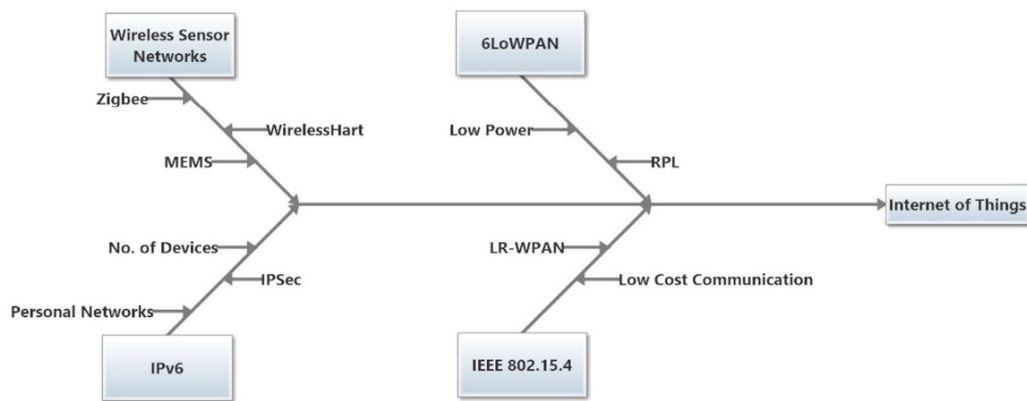 Wireless Sensor
Networks
6LoWPAN
Zigbee
WirelessHart
Low Power
MEMS
RPL
Internet of Things
No. of Devices
LR-WPAN
IPSec
Low Cost Communication
Personal Networks
IPv6
IEEE 802.15.4